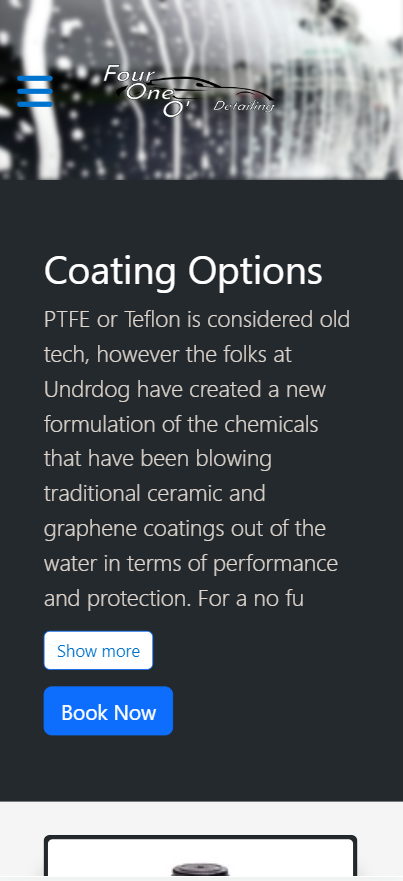 Four
One
O' Detailing
Coating Options
PTFE or Teflon is considered old
tech, however the folks at
Undrdog have created a new
formulation of the chemicals
that have been blowing
traditional ceramic and
graphene coatings out of the
water in terms of performance
and protection. For a no fu
Show more
Book Now